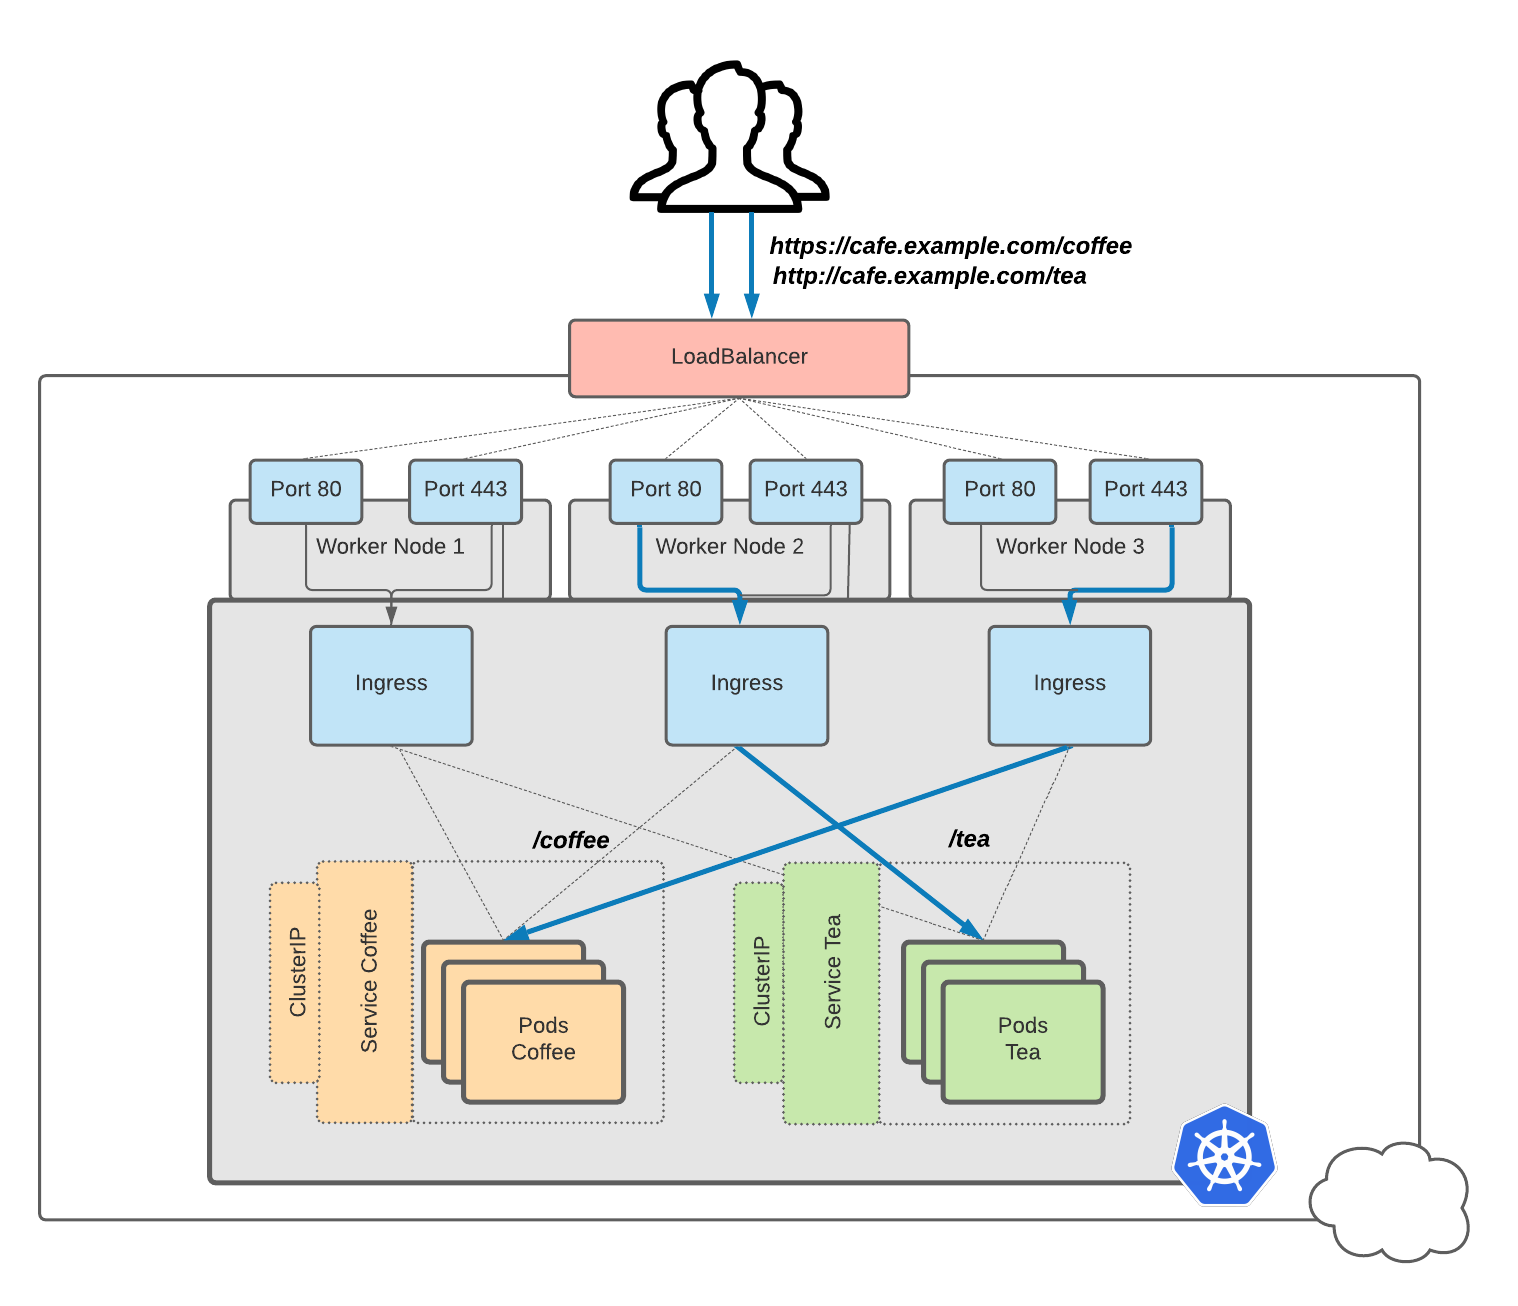 https://cafe.example.com/coffee
http://cafe.example.com/tea
LoadBalancer
Port 80
Port 443
Port 80
Port 443
Port 80
Port 443
Worker Node 1
Worker Node 2
Worker Node 3
Ingress
Ingress
Ingress
/coffee
/tea
ClusterIP
Service Coffee
Pods
Coffee
ClusterIP
Service Tea
Pods
Tea